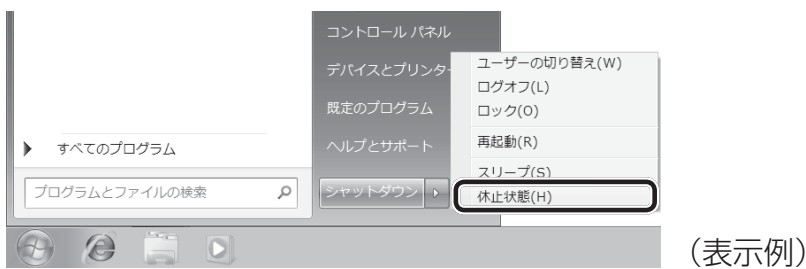 コントロール パネル
デバイスとプリンター
既定のプログラム
ヘルプとサポート
シャットダウン
ユーザーの切り替え(W)
ログオフ(L)
ロック(O)
再起動(R)
スリープ(S)
休止状態(H)
すべてのプログラム
プログラムとファイルの検索
(表示例)